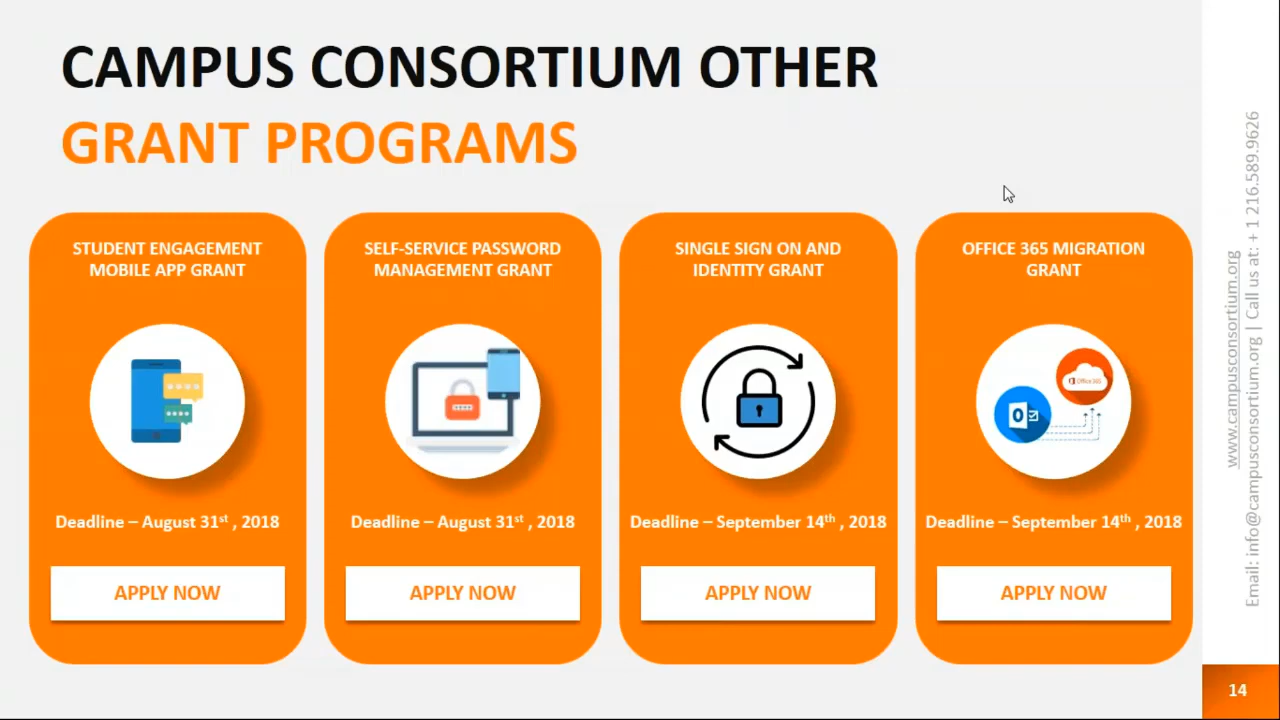 CAMPUS CONSORTIUM OTHER
GRANT PROGRAMS
STUDENT ENGAGEMENT
MOBILE APP GRANT
Deadline – August 31st , 2018
APPLY NOW
SELF-SERVICE PASSWORD
MANAGEMENT GRANT
Deadline – August 31st , 2018
APPLY NOW
SINGLE SIGN ON AND
IDENTITY GRANT
Deadline – September 14th , 2018
APPLY NOW
OFFICE 365 MIGRATION
GRANT
Office 365
Deadline – September 14th , 2018
APPLY NOW
www.campusconsortium.org
Email: info@campusconsortium.org | Call us at: + 1 216.589.9626
14